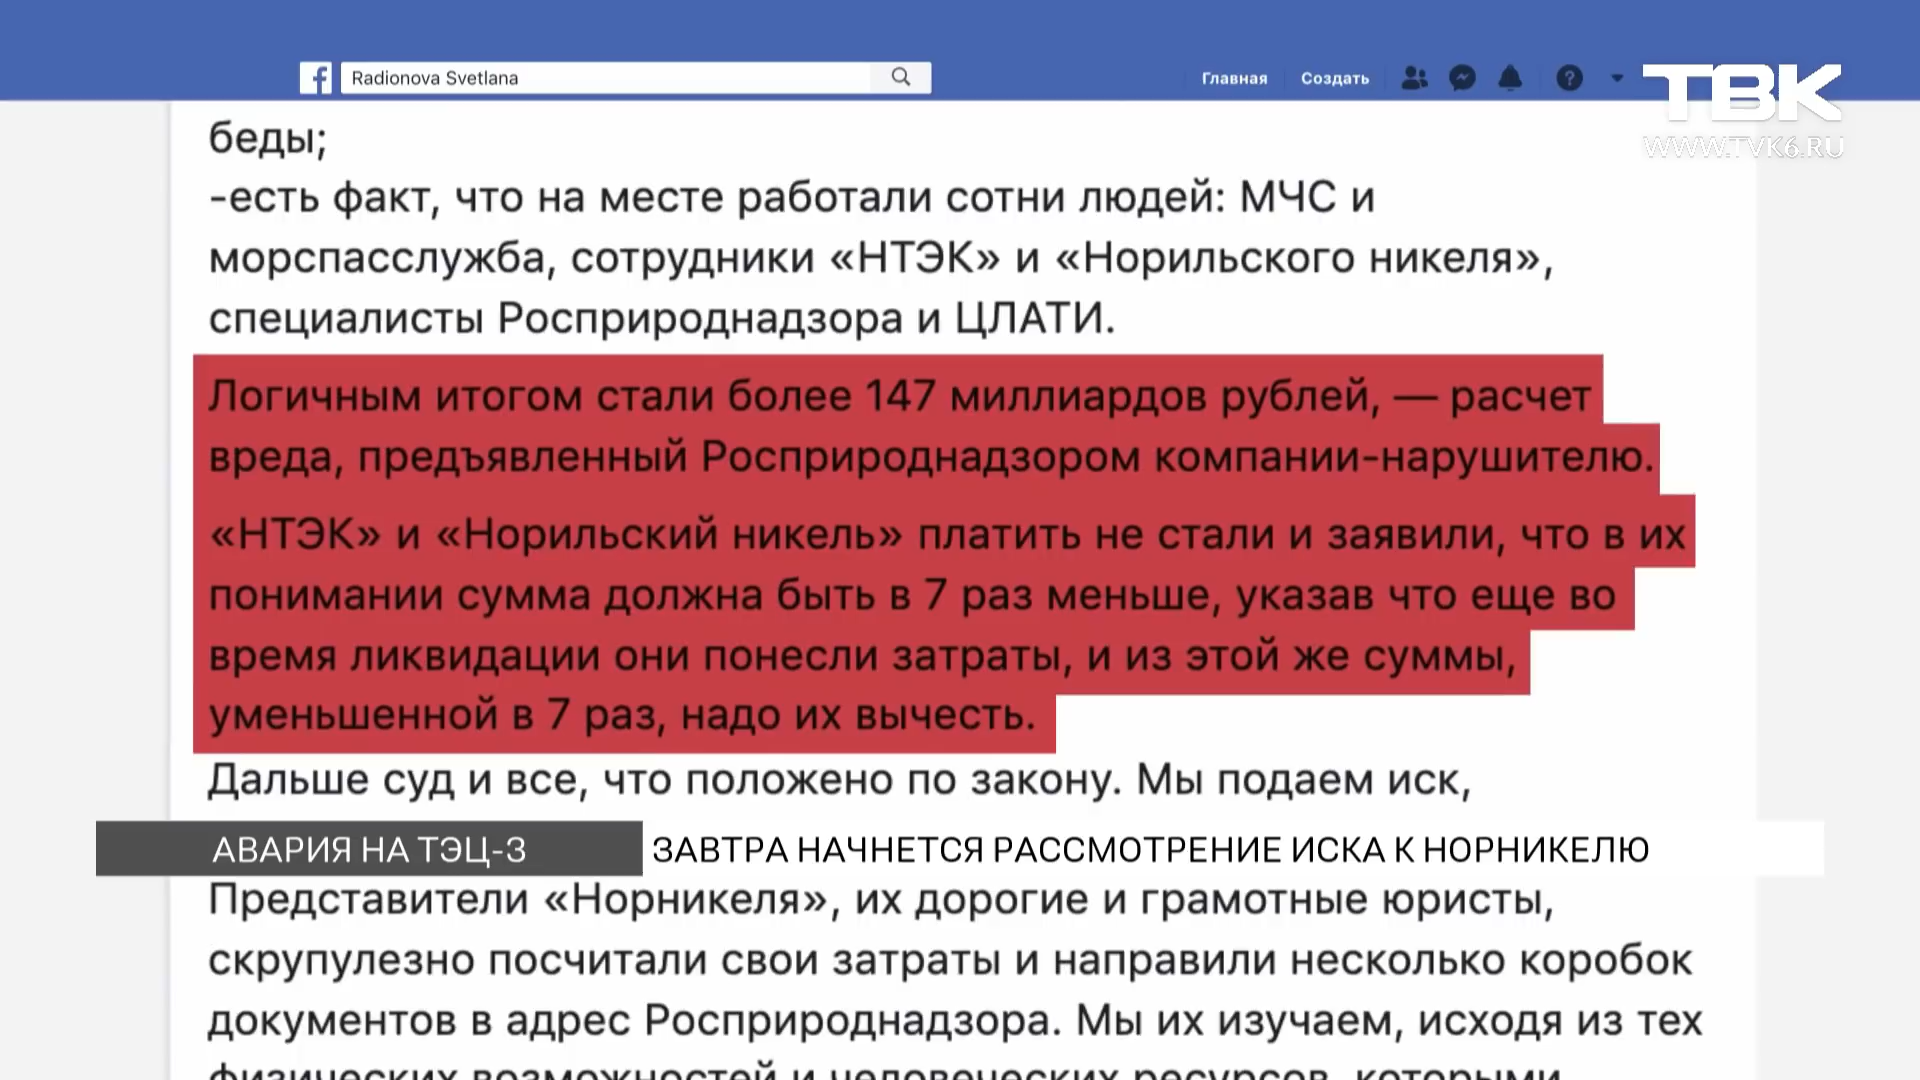 Radionova Svetlana
Главная
Создать
ТВК
WWW.TVK6.RU
беды;
-есть факт, что на месте работали сотни людей: МЧС и
морспасслужба, сотрудники «НТЭК» и «Норильского никеля»,
специалисты Росприроднадзора и ЦЛАТИ.
Логичным итогом стали более 147 миллиардов рублей, — расчет
вреда, предъявленный Росприроднадзором компании-нарушителю.
«НТЭК» и «Норильский никель» платить не стали и заявили, что в их
понимании сумма должна быть в 7 раз меньше, указав что еще во
время ликвидации они понесли затраты, и из этой же суммы,
уменьшенной в 7 раз, надо их вычесть.
Дальше суд и все, что положено по закону. Мы подаем иск,
АВАРИЯ НА ТЭЦ-3
ЗАВТРА НАЧНЕТСЯ РАССМОТРЕНИЕ ИСКА К НОРНИКЕЛЮ
Представители «Норникеля», их дорогие и грамотные юристы,
скрупулезно посчитали свои затраты и направили несколько коробок
документов в адрес Росприроднадзора. Мы их изучаем, исходя из тех
физических возможностей и человеческих ресурсов, которыми